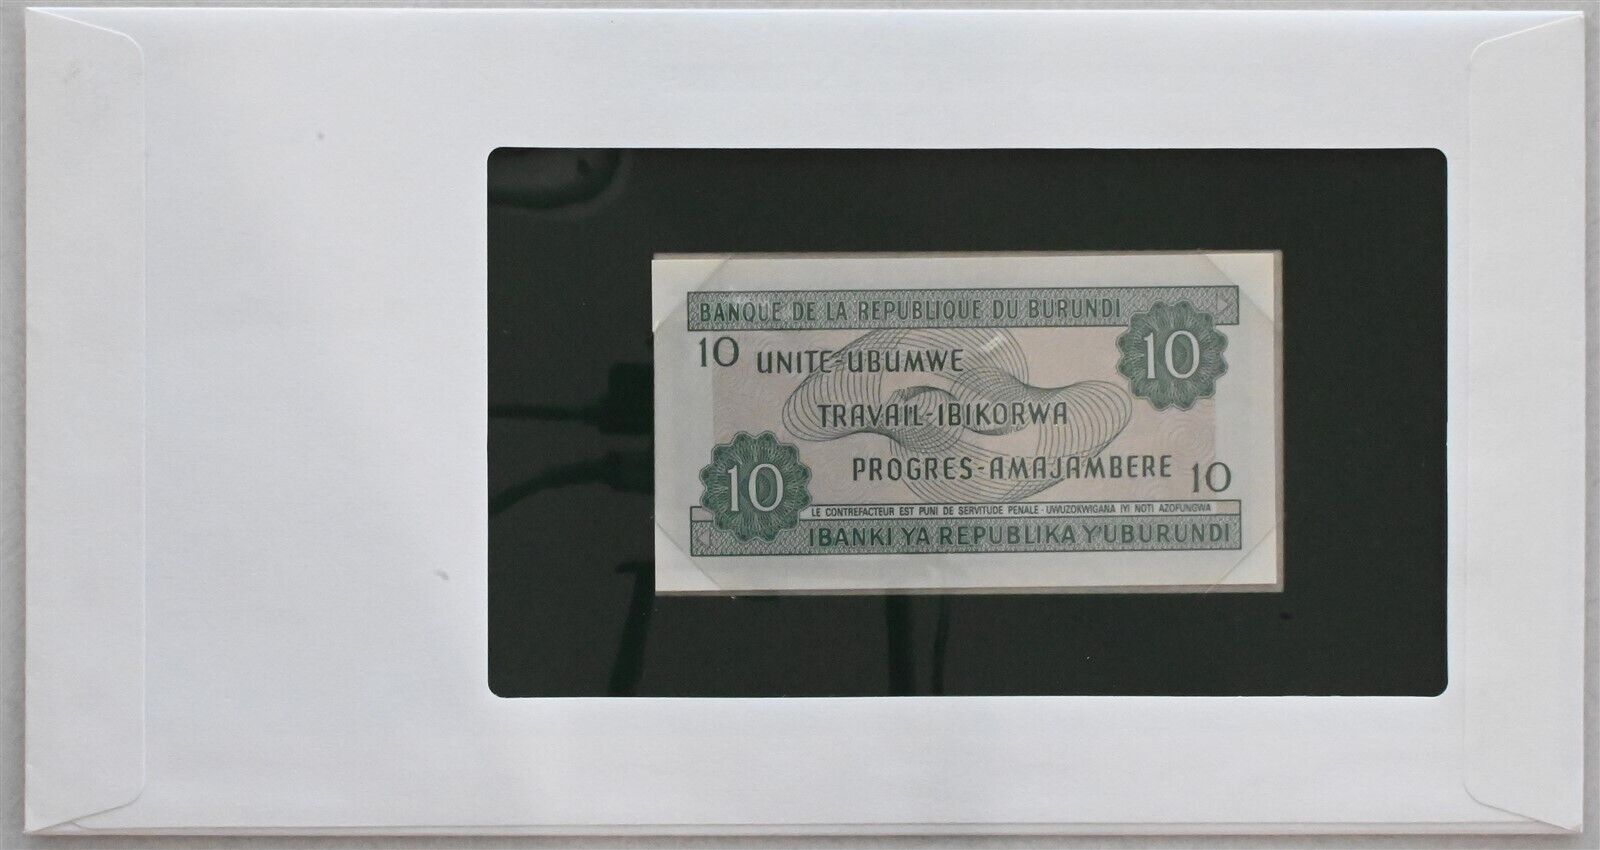 BANQUE DE LA REPUBLIQUE DU BURUNDI
10
10 UNITE-UBUMWE
TRAVAIL-IBIKORWA
PROGRES-AMAJAMBERE 10
10
LE CONTREFACTEUR EST PUNI DE SERVITUDE PENALE - UWUZOKWIGANA IYI NOTI AZOFUNGWA
IBANKI YA REPUBLIKA Y'UBURUNDI